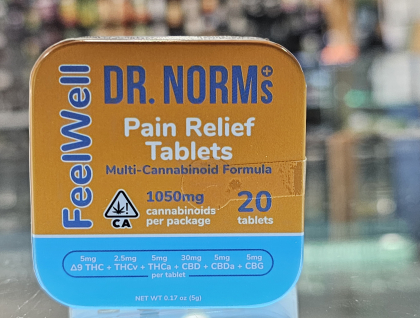 FeelWell
DR. NORMs
Pain Relief
Tablets
Multi-Cannabinoid Formula
1050mg
cannabinoids
per package
20
tablets
CA
5mg 2.5mg 5mg 30mg 5mg 5mg
Δ9 THC + THCv + THCa + CBD + CBDa + CBG
per tablet
NET WT 0.17 oz (5g)